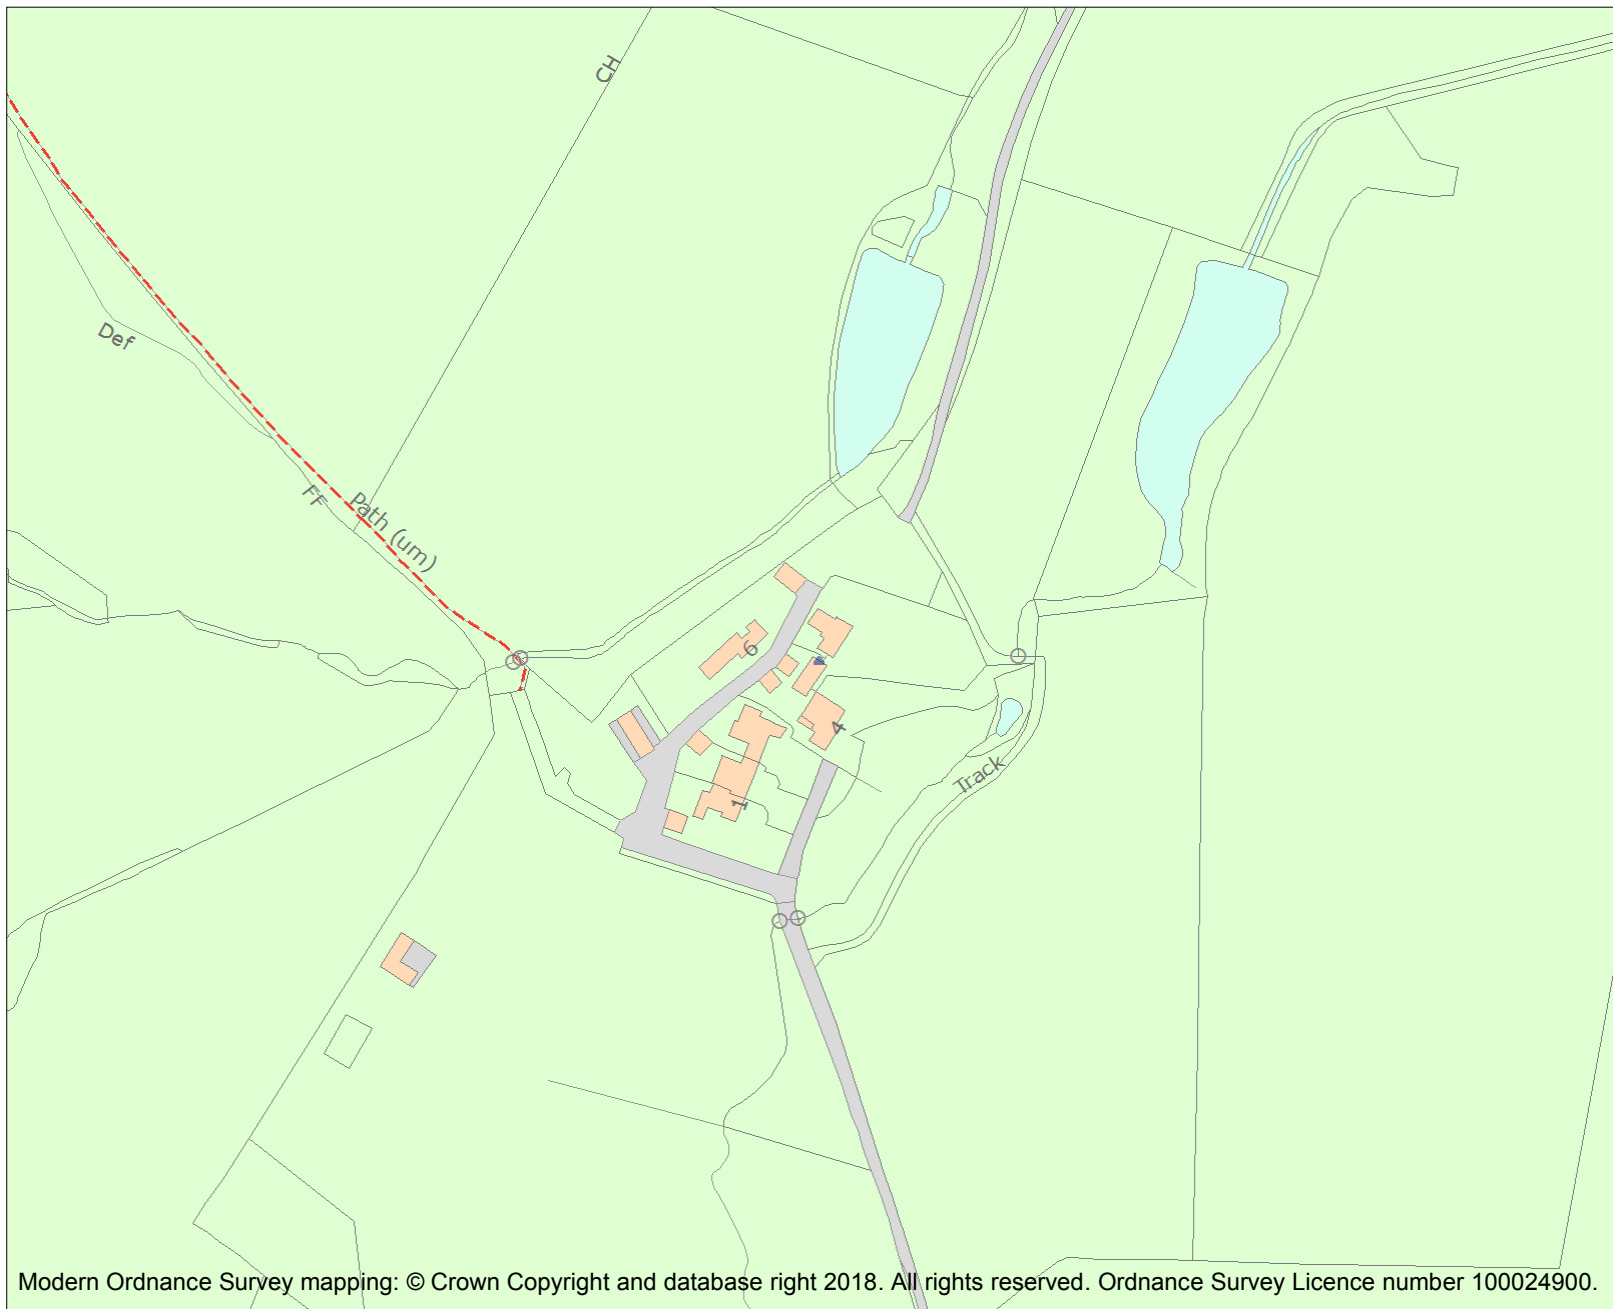 CH
Def
FF
Path (um)
6
4
Track
1
Modern Ordnance Survey mapping: © Crown Copyright and database right 2018. All rights reserved. Ordnance Survey Licence number 100024900.